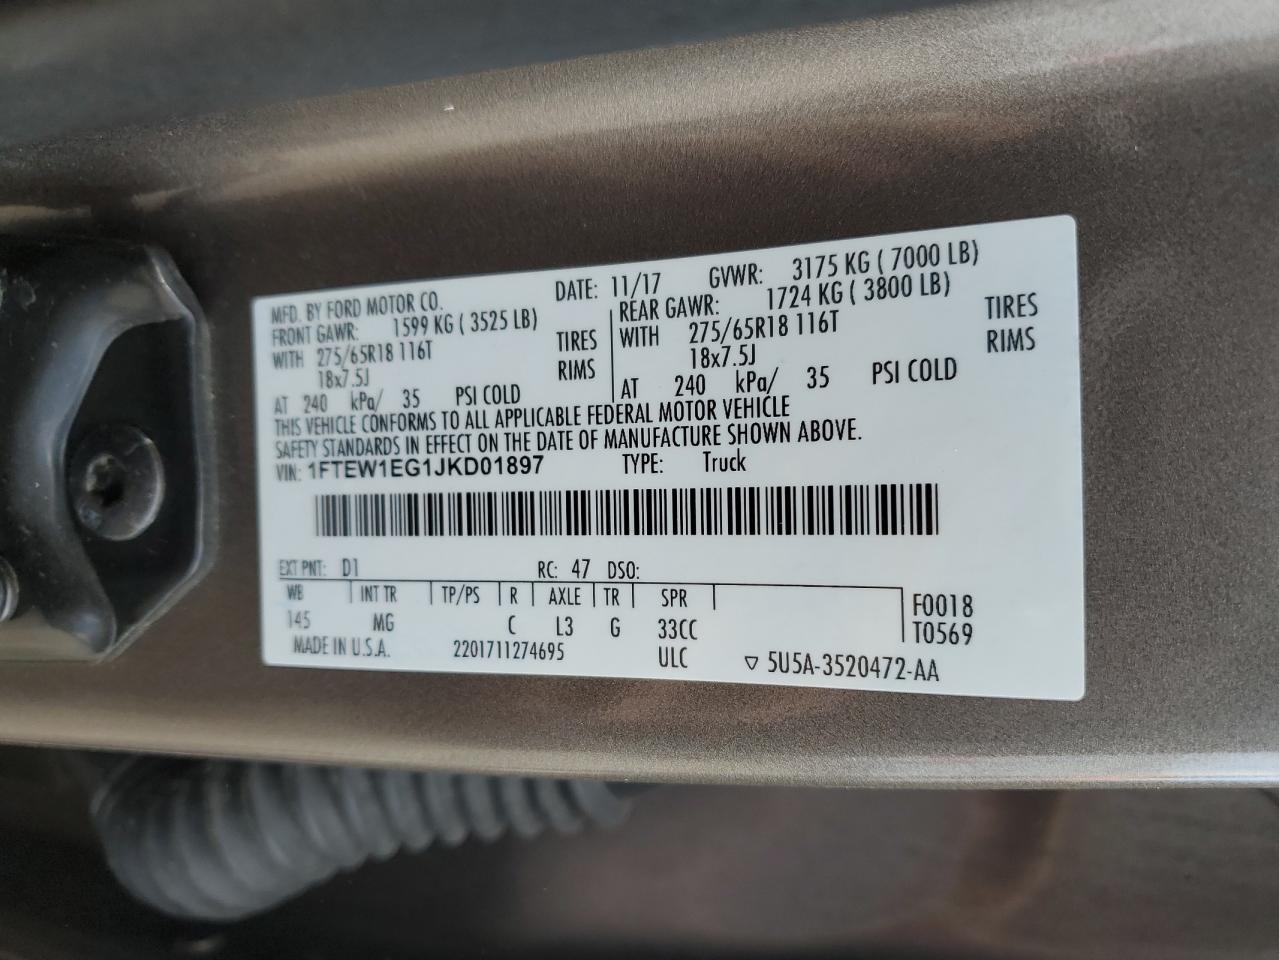 MFD. BY FORD MOTOR CO. DATE: 11/17 GVWR: 3175 KG ( 7000 LB)
FRONT GAWR: 1599 KG ( 3525 LB) REAR GAWR: 1724 KG ( 3800 LB)
WITH 275/65R18 116T TIRES WITH 275/65R18 116T TIRES
18x7.5J RIMS 18x7.5J RIMS
AT 240 kPa/ 35 PSI COLD AT 240 kPa/ 35 PSI COLD
THIS VEHICLE CONFORMS TO ALL APPLICABLE FEDERAL MOTOR VEHICLE
SAFETY STANDARDS IN EFFECT ON THE DATE OF MANUFACTURE SHOWN ABOVE.
VIN: 1FTEW1EG1JKD01897 TYPE: Truck
EXT PNT: D1 RC: 47 DSO:
WB INT TR TP/PS R AXLE TR SPR F0018
145 MG C L3 G 33CC T0569
MADE IN U.S.A. 2201711274695 ULC ▽ 5U5A-3520472-AA